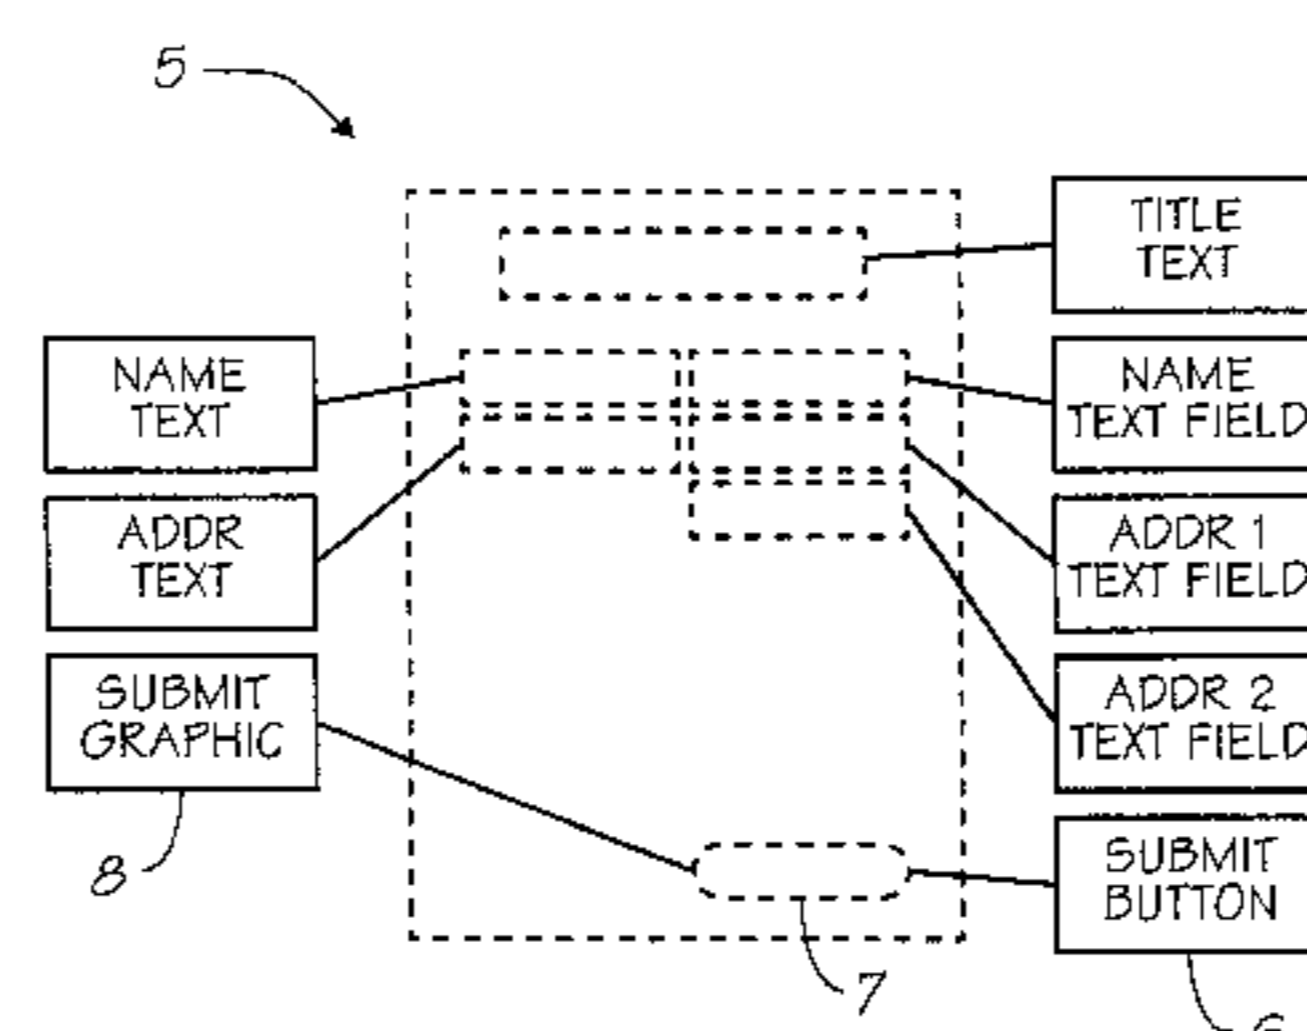 5
TITLE
TEXT
NAME
TEXT
NAME
TEXT FIELD
ADDR
TEXT
ADDR 1
TEXT FIELD
SUBMIT
GRAPHIC
ADDR 2
TEXT FIELD
8
SUBMIT
BUTTON
7